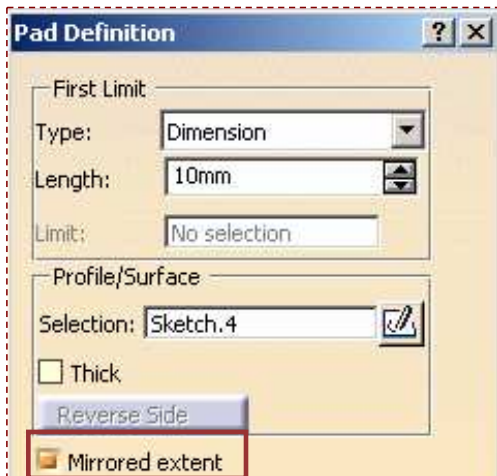 Pad Definition ? ×
First Limit
Type: Dimension
Length: 10mm
Limit: No selection
Profile/Surface
Selection: Sketch.4
Thick
Reverse Side
Mirrored extent